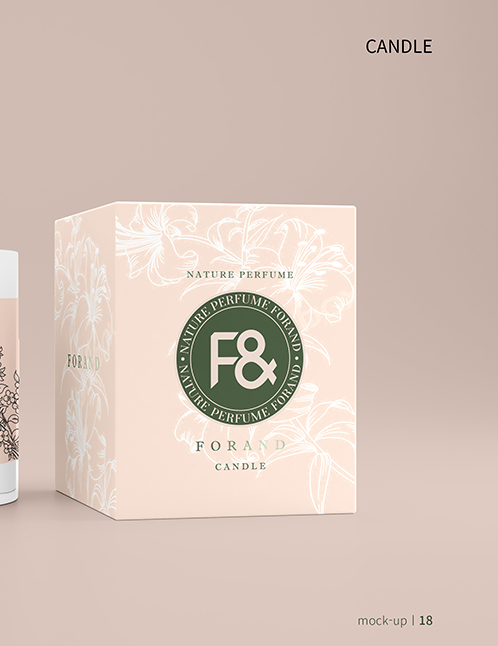 CANDLE
NATURE PERFUME
• NATURE PERFUME FORAND •
NATURE PERFUME FORAND
F&
FORAND
CANDLE
FORAND
mock-up | 18